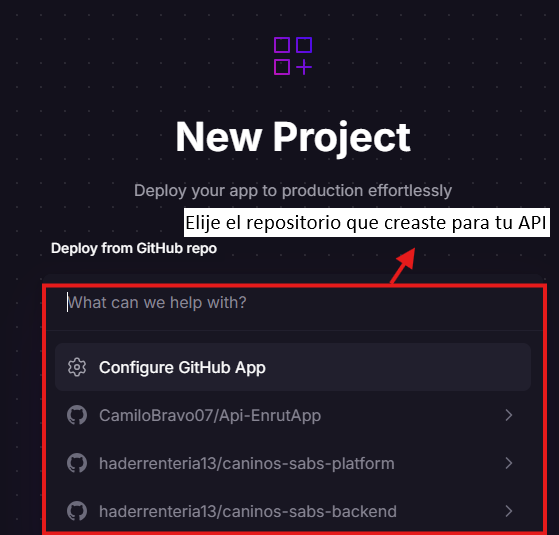 New Project
Deploy your app to production effortlessly
Elije el repositorio que creaste para tu API
Deploy from GitHub repo
What can we help with?
Configure GitHub App
CamiloBravo07/Api-EnrutApp
haderrenteria13/caninos-sabs-platform
haderrenteria13/caninos-sabs-backend